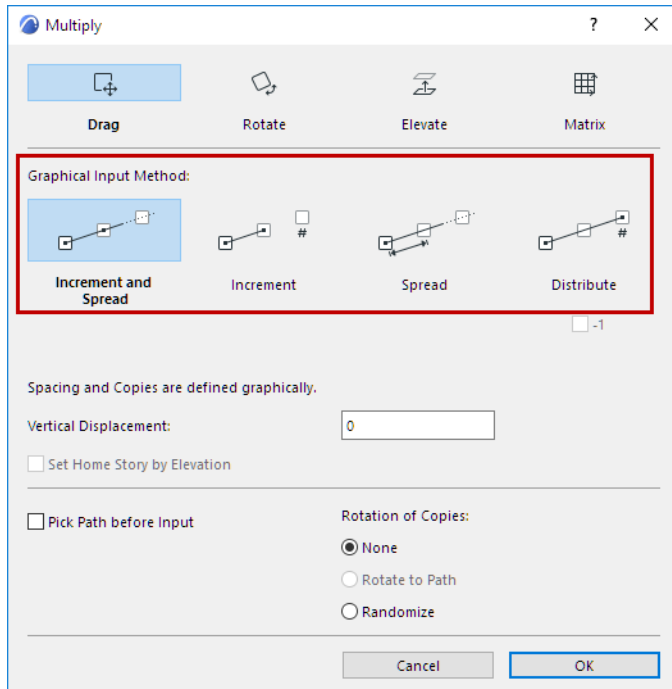 Multiply
?
Drag Rotate Elevate Matrix
Graphical Input Method:
# #
Increment and Spread Increment Spread Distribute
-1
Spacing and Copies are defined graphically.
Vertical Displacement: 0
Set Home Story by Elevation
Pick Path before Input
Rotation of Copies:
None
Rotate to Path
Randomize
Cancel OK